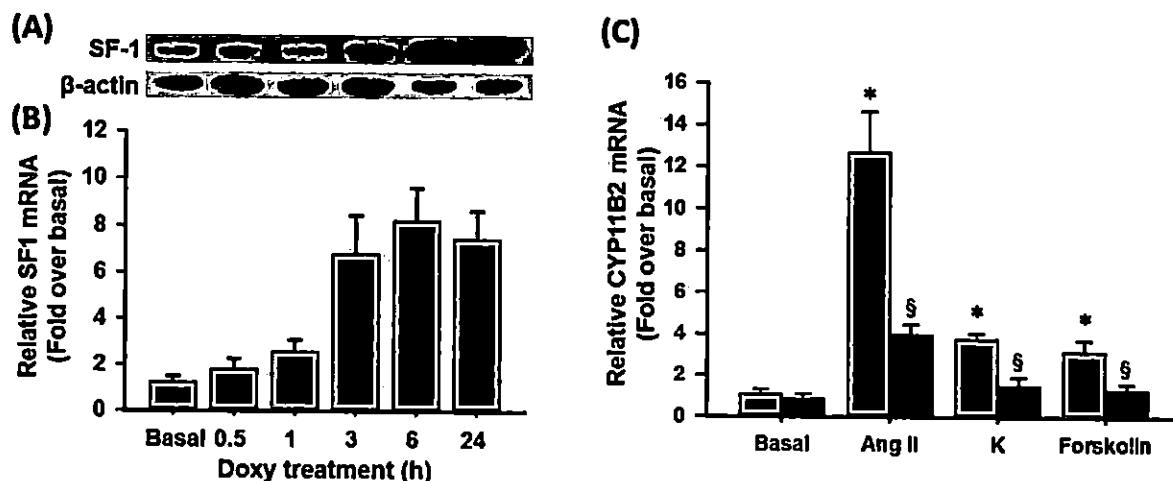 (A)
SF-1
β-actin
(B)
Relative SF1 mRNA
(Fold over basal)
12
10
8
6
4
2
0
Basal 0.5 1 3 6 24
Doxy treatment (h)
(C)
Relative CYP11B2 mRNA
(Fold over basal)
16
14
12
10
8
6
4
2
0
*
§
*
§
*
§
Basal Ang II K Forskolin